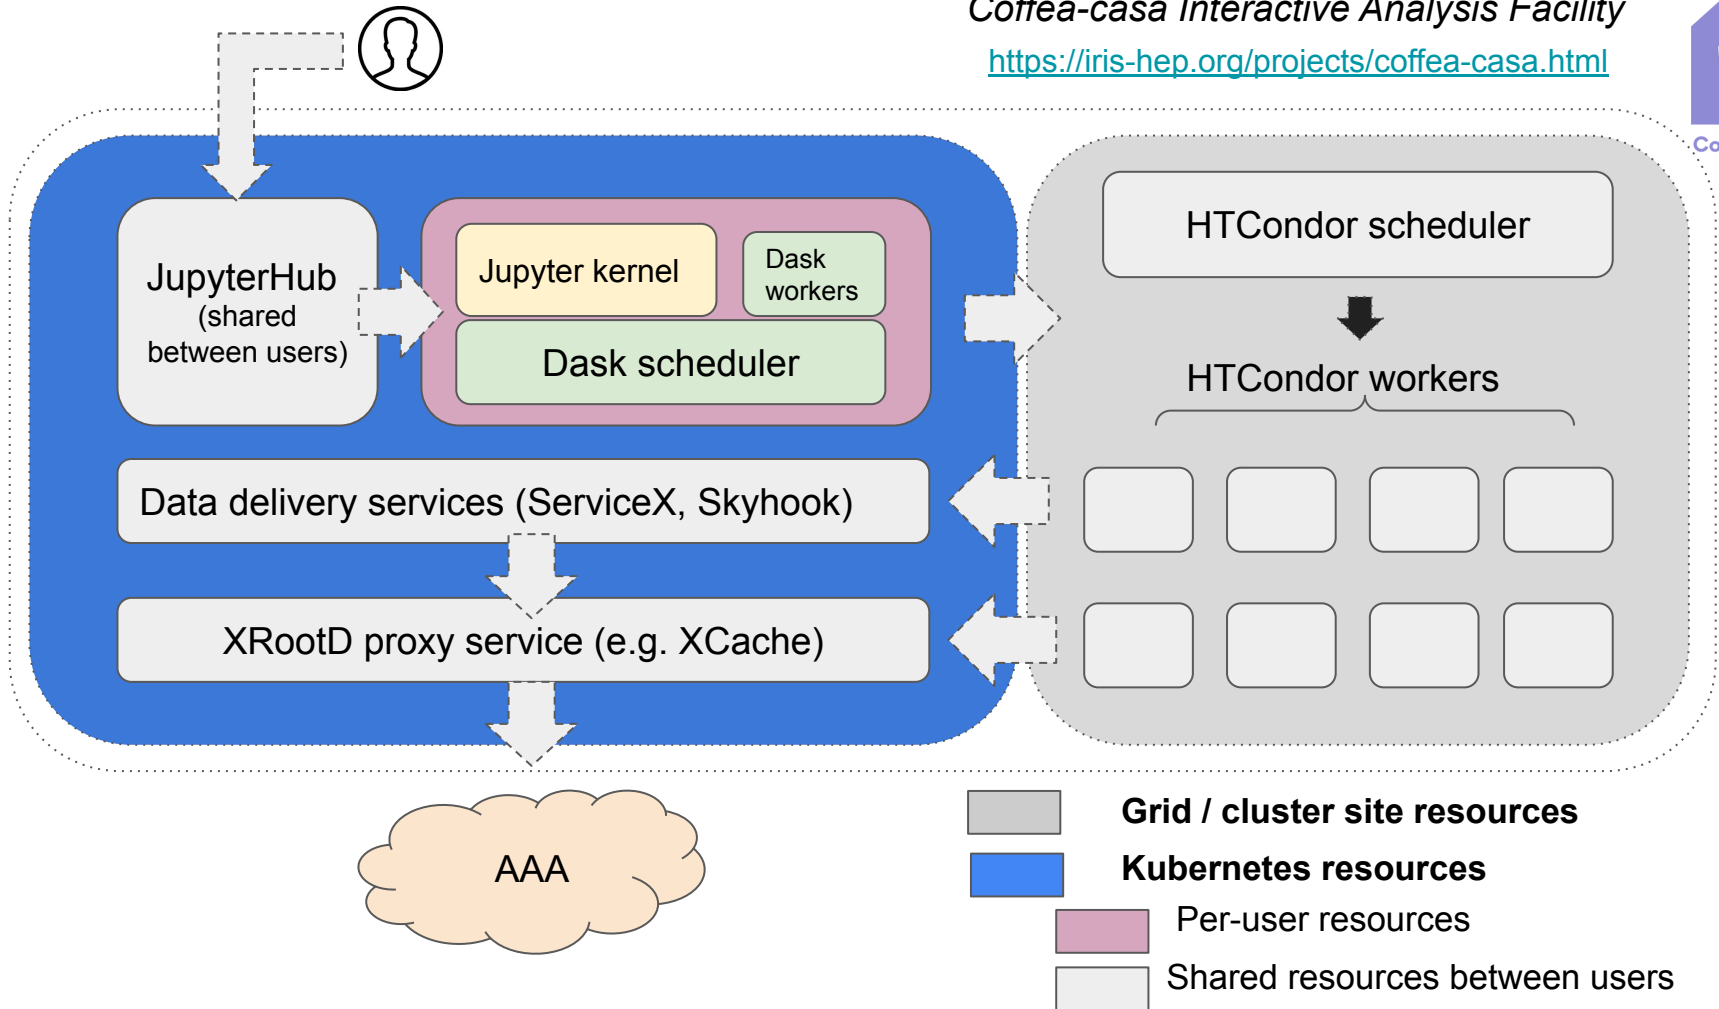 Coffea-casa Interactive Analysis Facility
https://iris-hep.org/projects/coffea-casa.html
Co
JupyterHub
(shared
between users)
Jupyter kernel
Dask
workers
Dask scheduler
HTCondor scheduler
HTCondor workers
Data delivery services (ServiceX, Skyhook)
XRootD proxy service (e.g. XCache)
AAA
Grid / cluster site resources
Kubernetes resources
Per-user resources
Shared resources between users